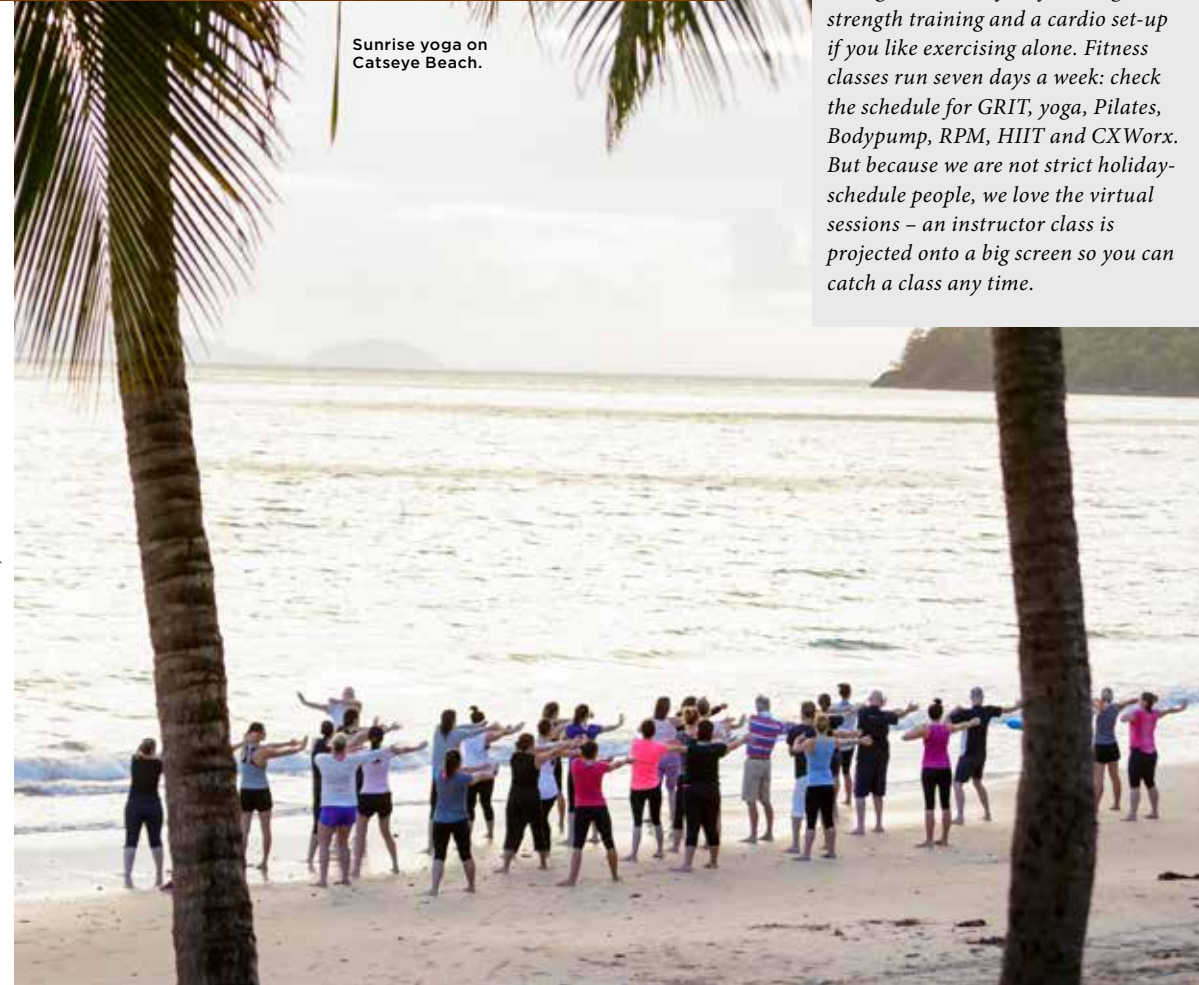 Sunrise yoga on
Catseye Beach.
strength training and a cardio set-up
if you like exercising alone. Fitness
classes run seven days a week: check
the schedule for GRIT, yoga, Pilates,
Bodypump, RPM, HIIT and CXWorx.
But because we are not strict holiday-
schedule people, we love the virtual
sessions – an instructor class is
projected onto a big screen so you can
catch a class any time.